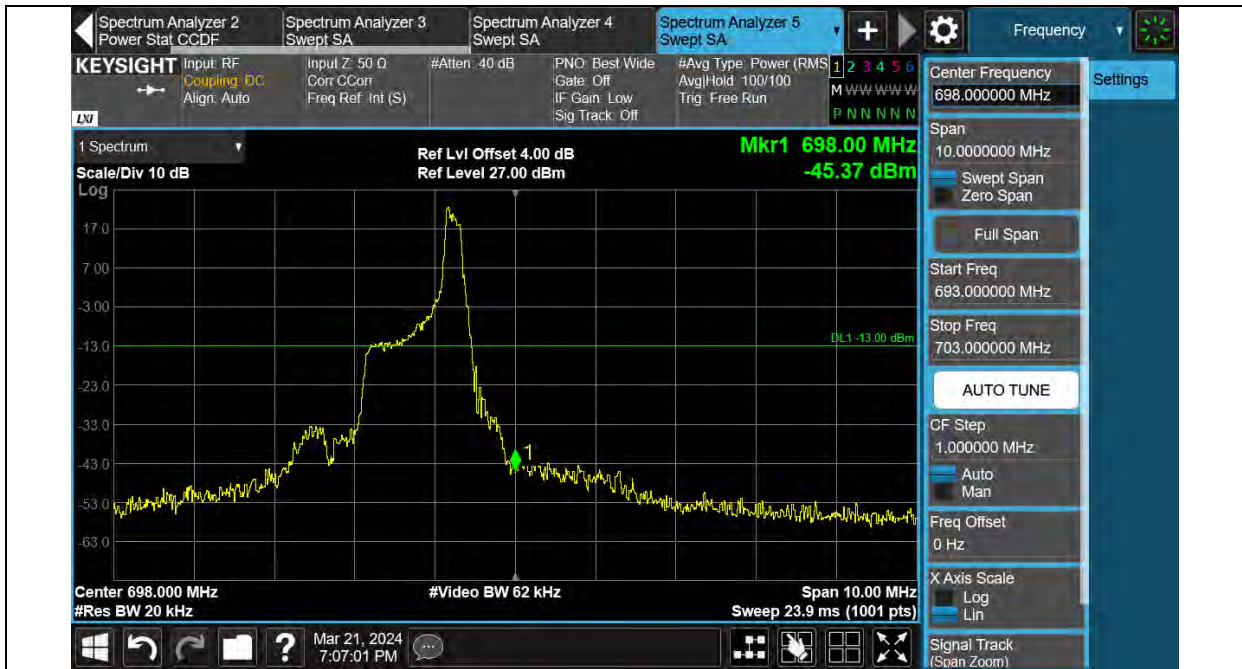 Spectrum Analyzer 2
Power Stat CCDF
Spectrum Analyzer 3
Swept SA
Spectrum Analyzer 4
Swept SA
Spectrum Analyzer 5
Swept SA
+
Frequency
KEYSIGHT
LXI
Input: RF
Coupling: DC
Align: Auto
Input Z: 50 Ω
Corr CCorr
Freq Ref: Int (S)
#Atten: 40 dB
PNO: Best Wide
Gate: Off
IF Gain: Low
Sig Track: Off
#Avg Type: Power (RMS
Avg|Hold: 100/100
Trig: Free Run
1 2 3 4 5 6
M W W W W W
P N N N N N
1 Spectrum
Scale/Div 10 dB
Ref Lvl Offset 4.00 dB
Ref Level 27.00 dBm
Mkr1 698.00 MHz
-45.37 dBm
Log
17.0
7.00
-3.00
-13.0
-23.0
-33.0
-43.0
-53.0
-63.0
DL1 -13.00 dBm
1
Center 698.000 MHz
#Video BW 62 kHz
Span 10.00 MHz
#Res BW 20 kHz
Sweep 23.9 ms (1001 pts)
?
Mar 21, 2024
7:07:01 PM
Center Frequency
698.000000 MHz
Settings
Span
10.0000000 MHz
Swept Span
Zero Span
Full Span
Start Freq
693.000000 MHz
Stop Freq
703.000000 MHz
AUTO TUNE
CF Step
1.000000 MHz
Auto
Man
Freq Offset
0 Hz
X Axis Scale
Log
Lin
Signal Track
(Span Zoom)